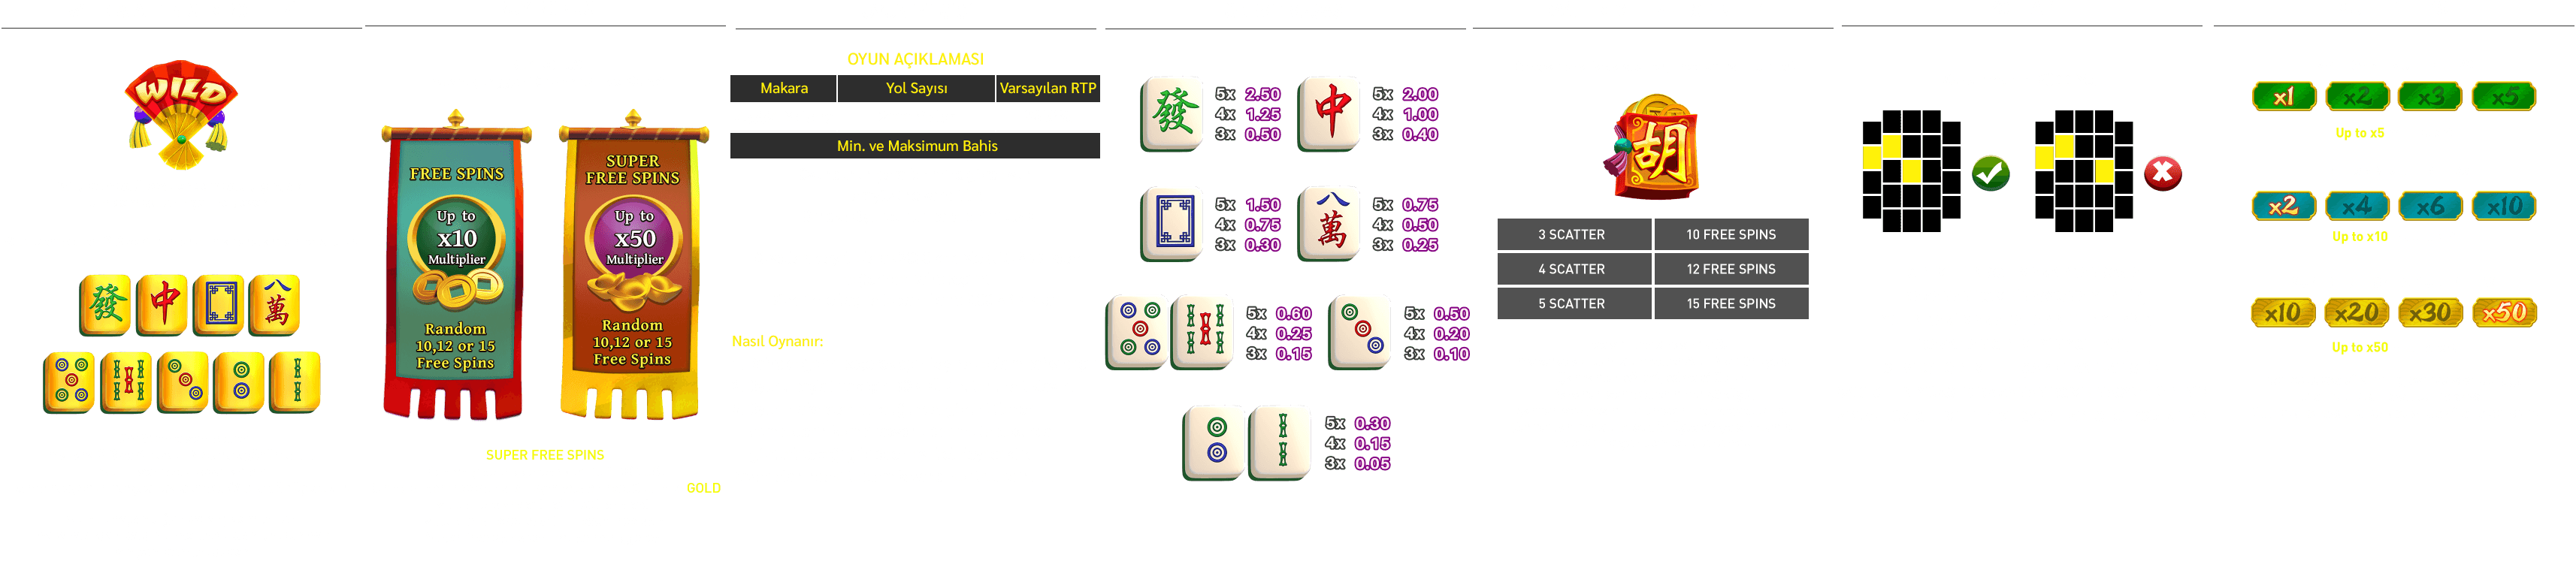 WILD
發
中
八
萬
FREE SPINS
Up to
x10
Multiplier
Random
10,12 or 15
Free Spins
SUPER
FREE SPINS
Up to
x50
Multiplier
Random
10,12 or 15
Free Spins
SUPER FREE SPINS
GOLD
OYUN AÇIKLAMASI
Makara
Yol Sayısı
Varsayılan RTP
Min. ve Maksimum Bahis
Nasıl Oynanır:
發
5x 2.50
4x 1.25
3x 0.50
中
5x 2.00
4x 1.00
3x 0.40
5x 1.50
4x 0.75
3x 0.30
八
萬
5x 0.75
4x 0.50
3x 0.25
5x 0.60
4x 0.25
3x 0.15
5x 0.50
4x 0.20
3x 0.10
5x 0.30
4x 0.15
3x 0.05
胡
3 SCATTER 10 FREE SPINS
4 SCATTER 12 FREE SPINS
5 SCATTER 15 FREE SPINS
x1 x2 x3 x5
Up to x5
x2 x4 x6 x10
Up to x10
x10 x20 x30 x50
Up to x50